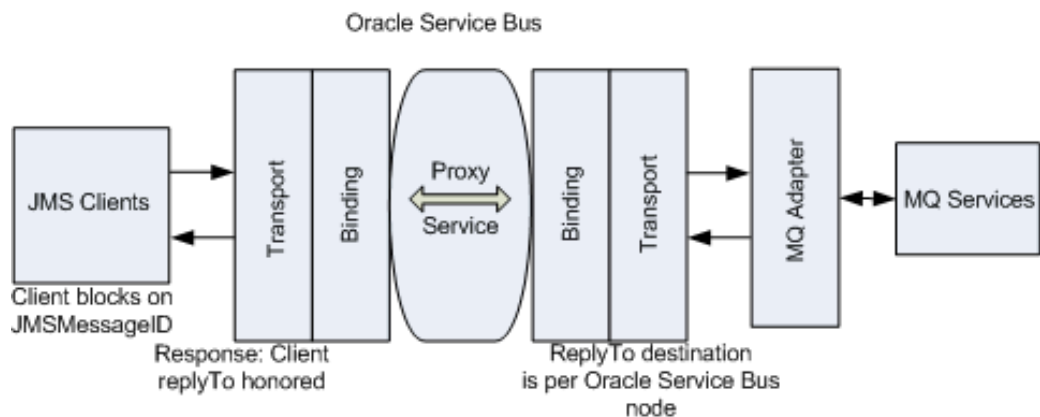 Oracle Service Bus
JMS Clients
Transport
Binding
Proxy
Service
Binding
Transport
MQ Adapter
MQ Services
Client blocks on
JMSMessageID
Response: Client
replyTo honored
ReplyTo destination
is per Oracle Service Bus
node